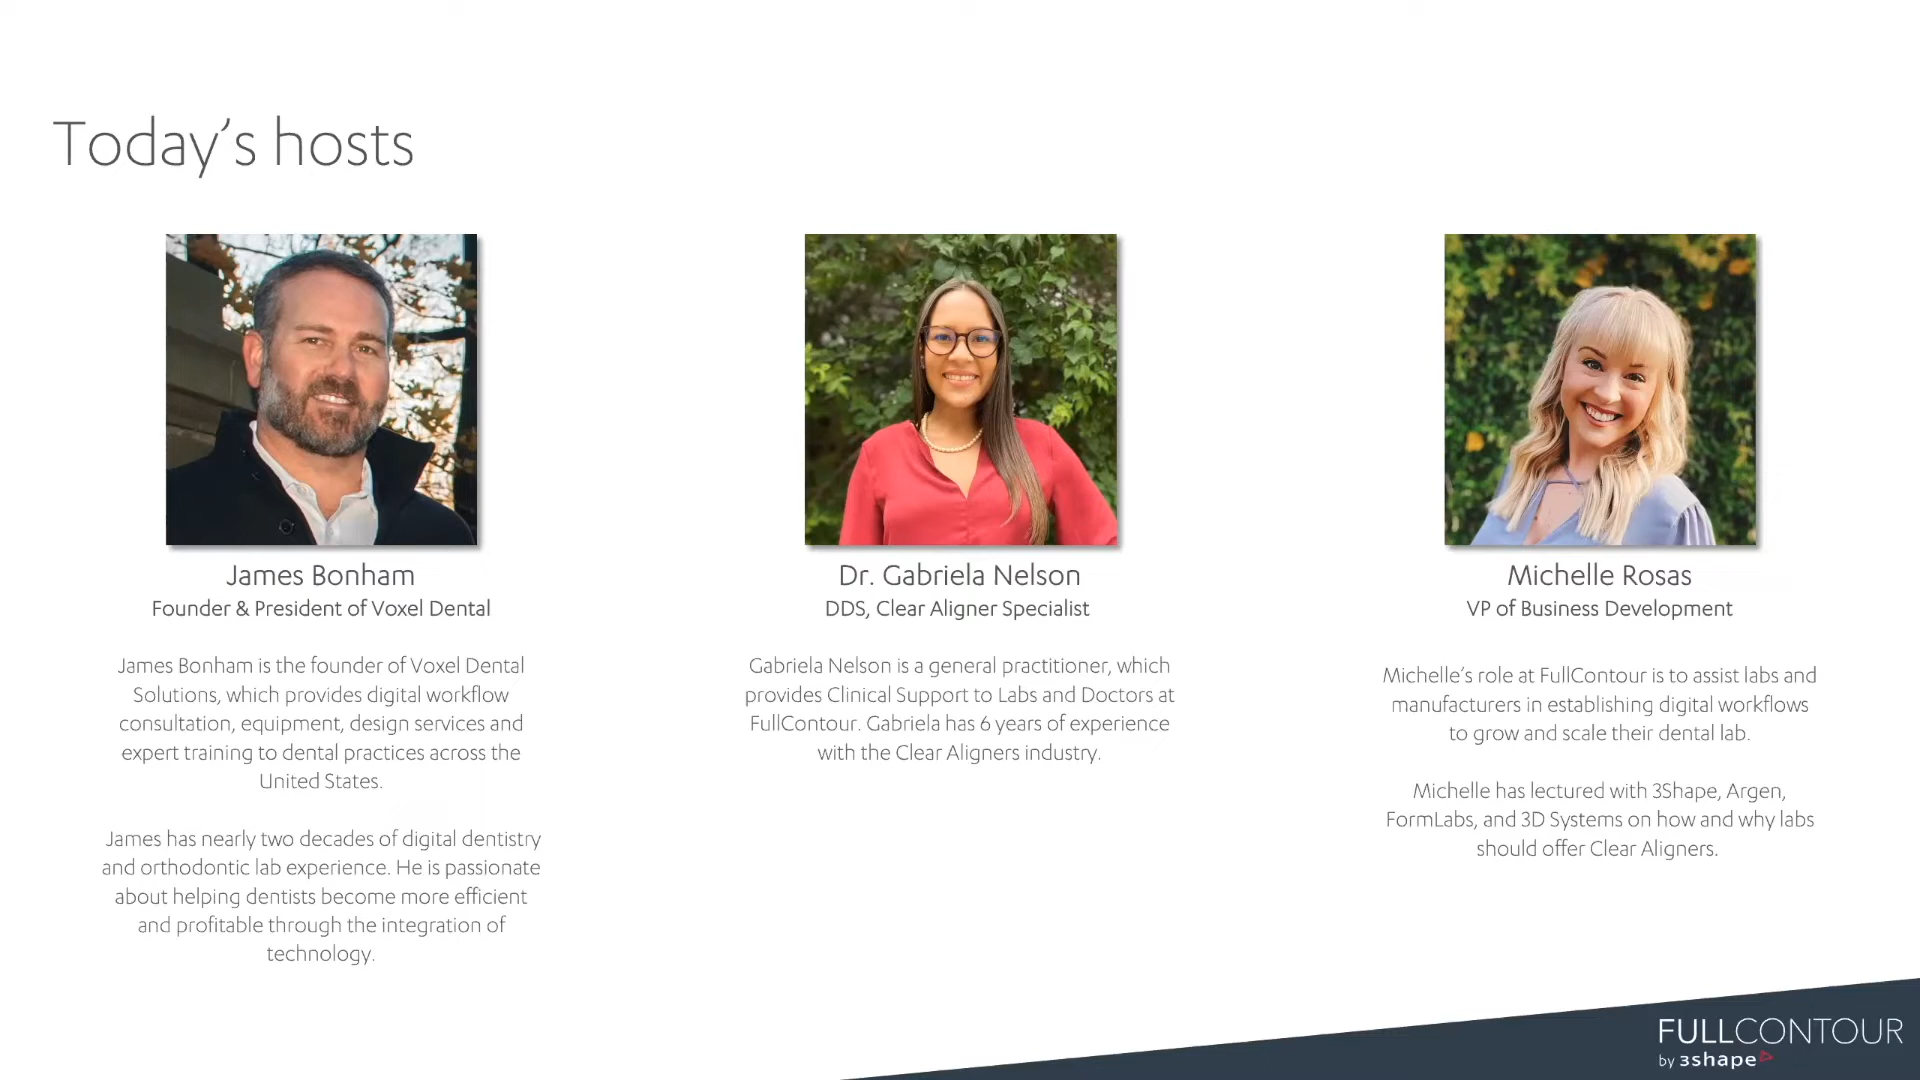 Today's hosts
James Bonham
Founder & President of Voxel Dental
James Bonham is the founder of Voxel Dental
Solutions, which provides digital workflow
consultation, equipment, design services and
expert training to dental practices across the
United States.
James has nearly two decades of digital dentistry
and orthodontic lab experience. He is passionate
about helping dentists become more efficient
and profitable through the integration of
technology.
Dr. Gabriela Nelson
DDS, Clear Aligner Specialist
Gabriela Nelson is a general practitioner, which
provides Clinical Support to Labs and Doctors at
FullContour. Gabriela has 6 years of experience
with the Clear Aligners industry.
Michelle Rosas
VP of Business Development
Michelle's role at FullContour is to assist labs and
manufacturers in establishing digital workflows
to grow and scale their dental lab.
Michelle has lectured with 3Shape, Argen,
FormLabs, and 3D Systems on how and why labs
should offer Clear Aligners.
FULLCONTOUR
by 3shape